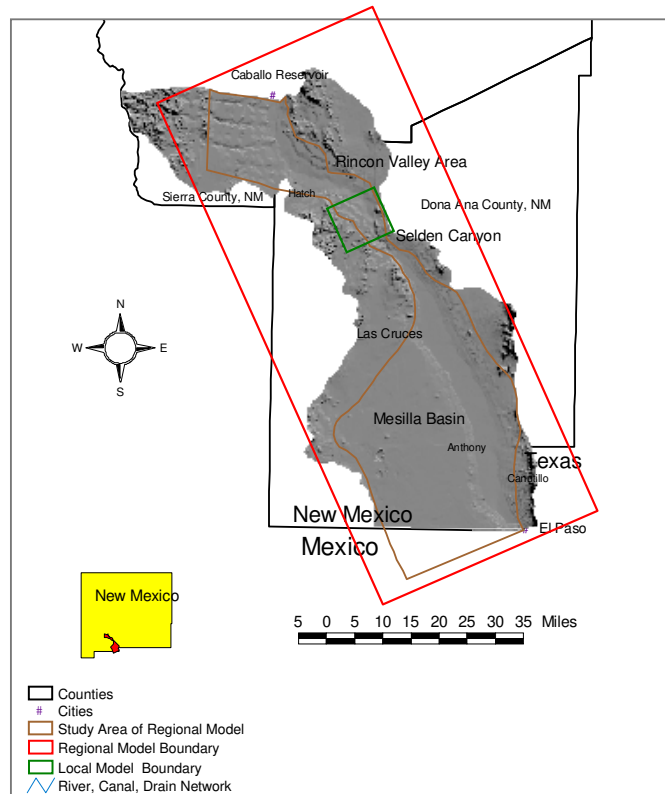 Caballo Reservoir
#
Rincon Valley Area
Sierra County, NM
Hatch
Dona Ana County, NM
Selden Canyon
N
W
E
S
Las Cruces
Mesilla Basin
Anthony
Texas
Canutillo
New Mexico
# El Paso
Mexico
New Mexico
5 0 5 10 15 20 25 30 35 Miles
Counties
# Cities
Study Area of Regional Model
Regional Model Boundary
Local Model Boundary
River, Canal, Drain Network